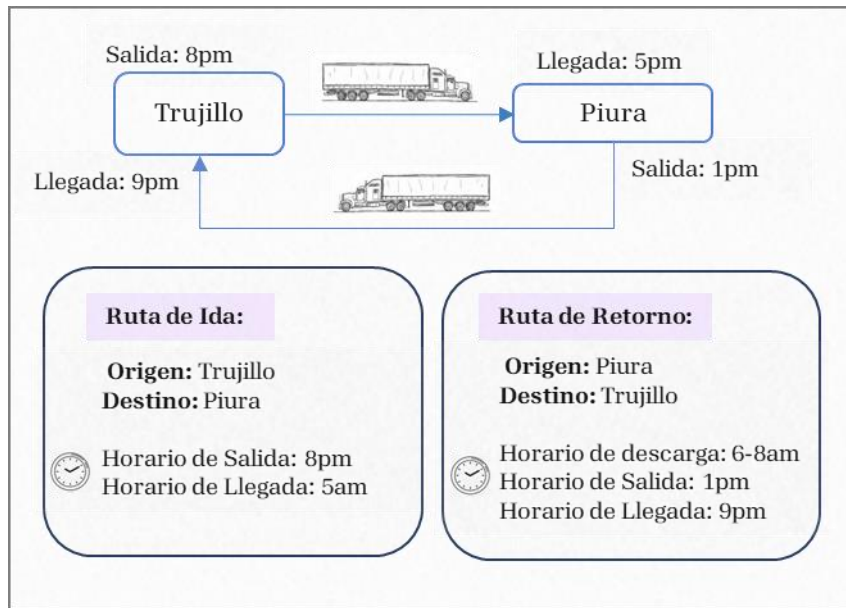 Salida: 8pm
Llegada: 5pm
Trujillo
Piura
Llegada: 9pm
Salida: 1pm
Ruta de Ida:
Origen: Trujillo
Destino: Piura
Horario de Salida: 8pm
Horario de Llegada: 5am
Ruta de Retorno:
Origen: Piura
Destino: Trujillo
Horario de descarga: 6-8am
Horario de Salida: 1pm
Horario de Llegada: 9pm